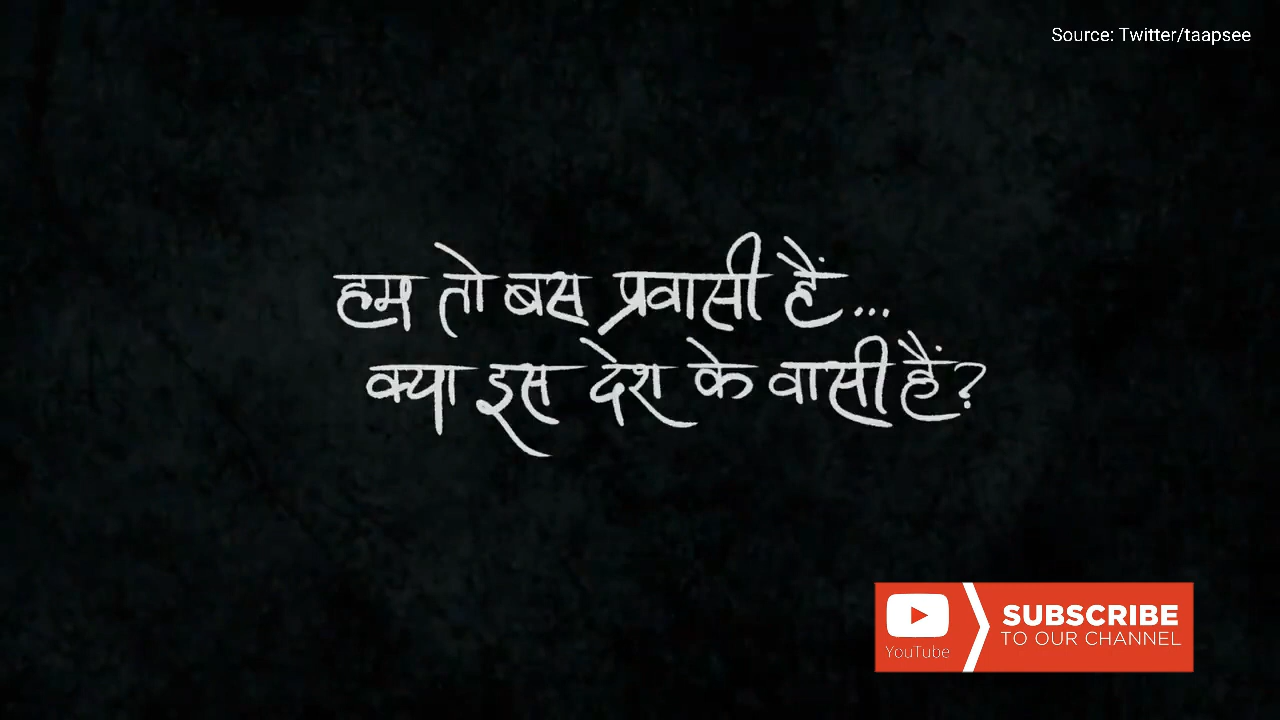 Source: Twitter/taapsee
हम तो बस प्रवासी हैं...
क्या इस देश के वासी हैं?
YouTube
SUBSCRIBE
TO OUR CHANNEL